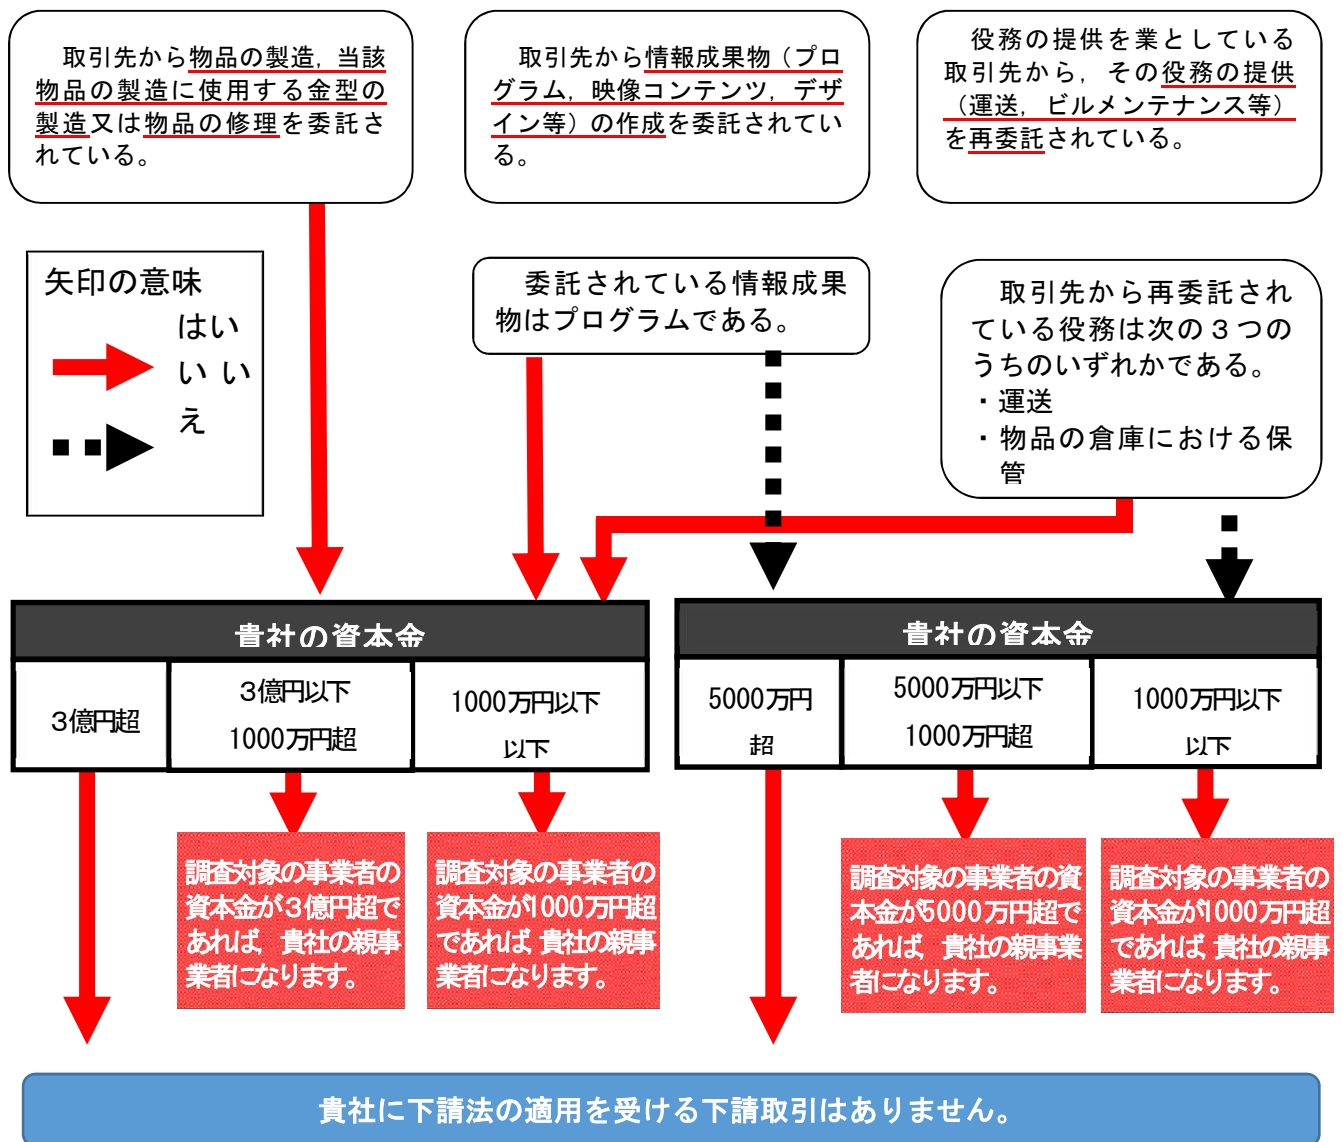 取引先から物品の製造，当該
物品の製造に使用する金型の
製造又は物品の修理を委託さ
れている。
取引先から情報成果物（プロ
グラム，映像コンテンツ，デザ
イン等）の作成を委託されてい
る。
役務の提供を業としている
取引先から，その役務の提供
（運送，ビルメンテナンス等）
を再委託されている。
矢印の意味
はい
いい
え
委託されている情報成果
物はプログラムである。
取引先から再委託され
ている役務は次の３つの
うちのいずれかである。
・運送
・物品の倉庫における保
管
貴社の資本金
３億円超
３億円以下
1000万円超
1000万円以下
以下
貴社の資本金
5000万円
超
5000万円以下
1000万円超
1000万円以下
以下
調査対象の事業者の
資本金が３億円超で
あれば，貴社の親事
業者になります。
調査対象の事業者の
資本金が1000万円超
であれば，貴社の親事
業者になります。
調査対象の事業者の資
本金が5000万円超で
あれば，貴社の親事業
者になります。
調査対象の事業者の
資本金が1000万円超
であれば，貴社の親事
業者になります。
貴社に下請法の適用を受ける下請取引はありません。